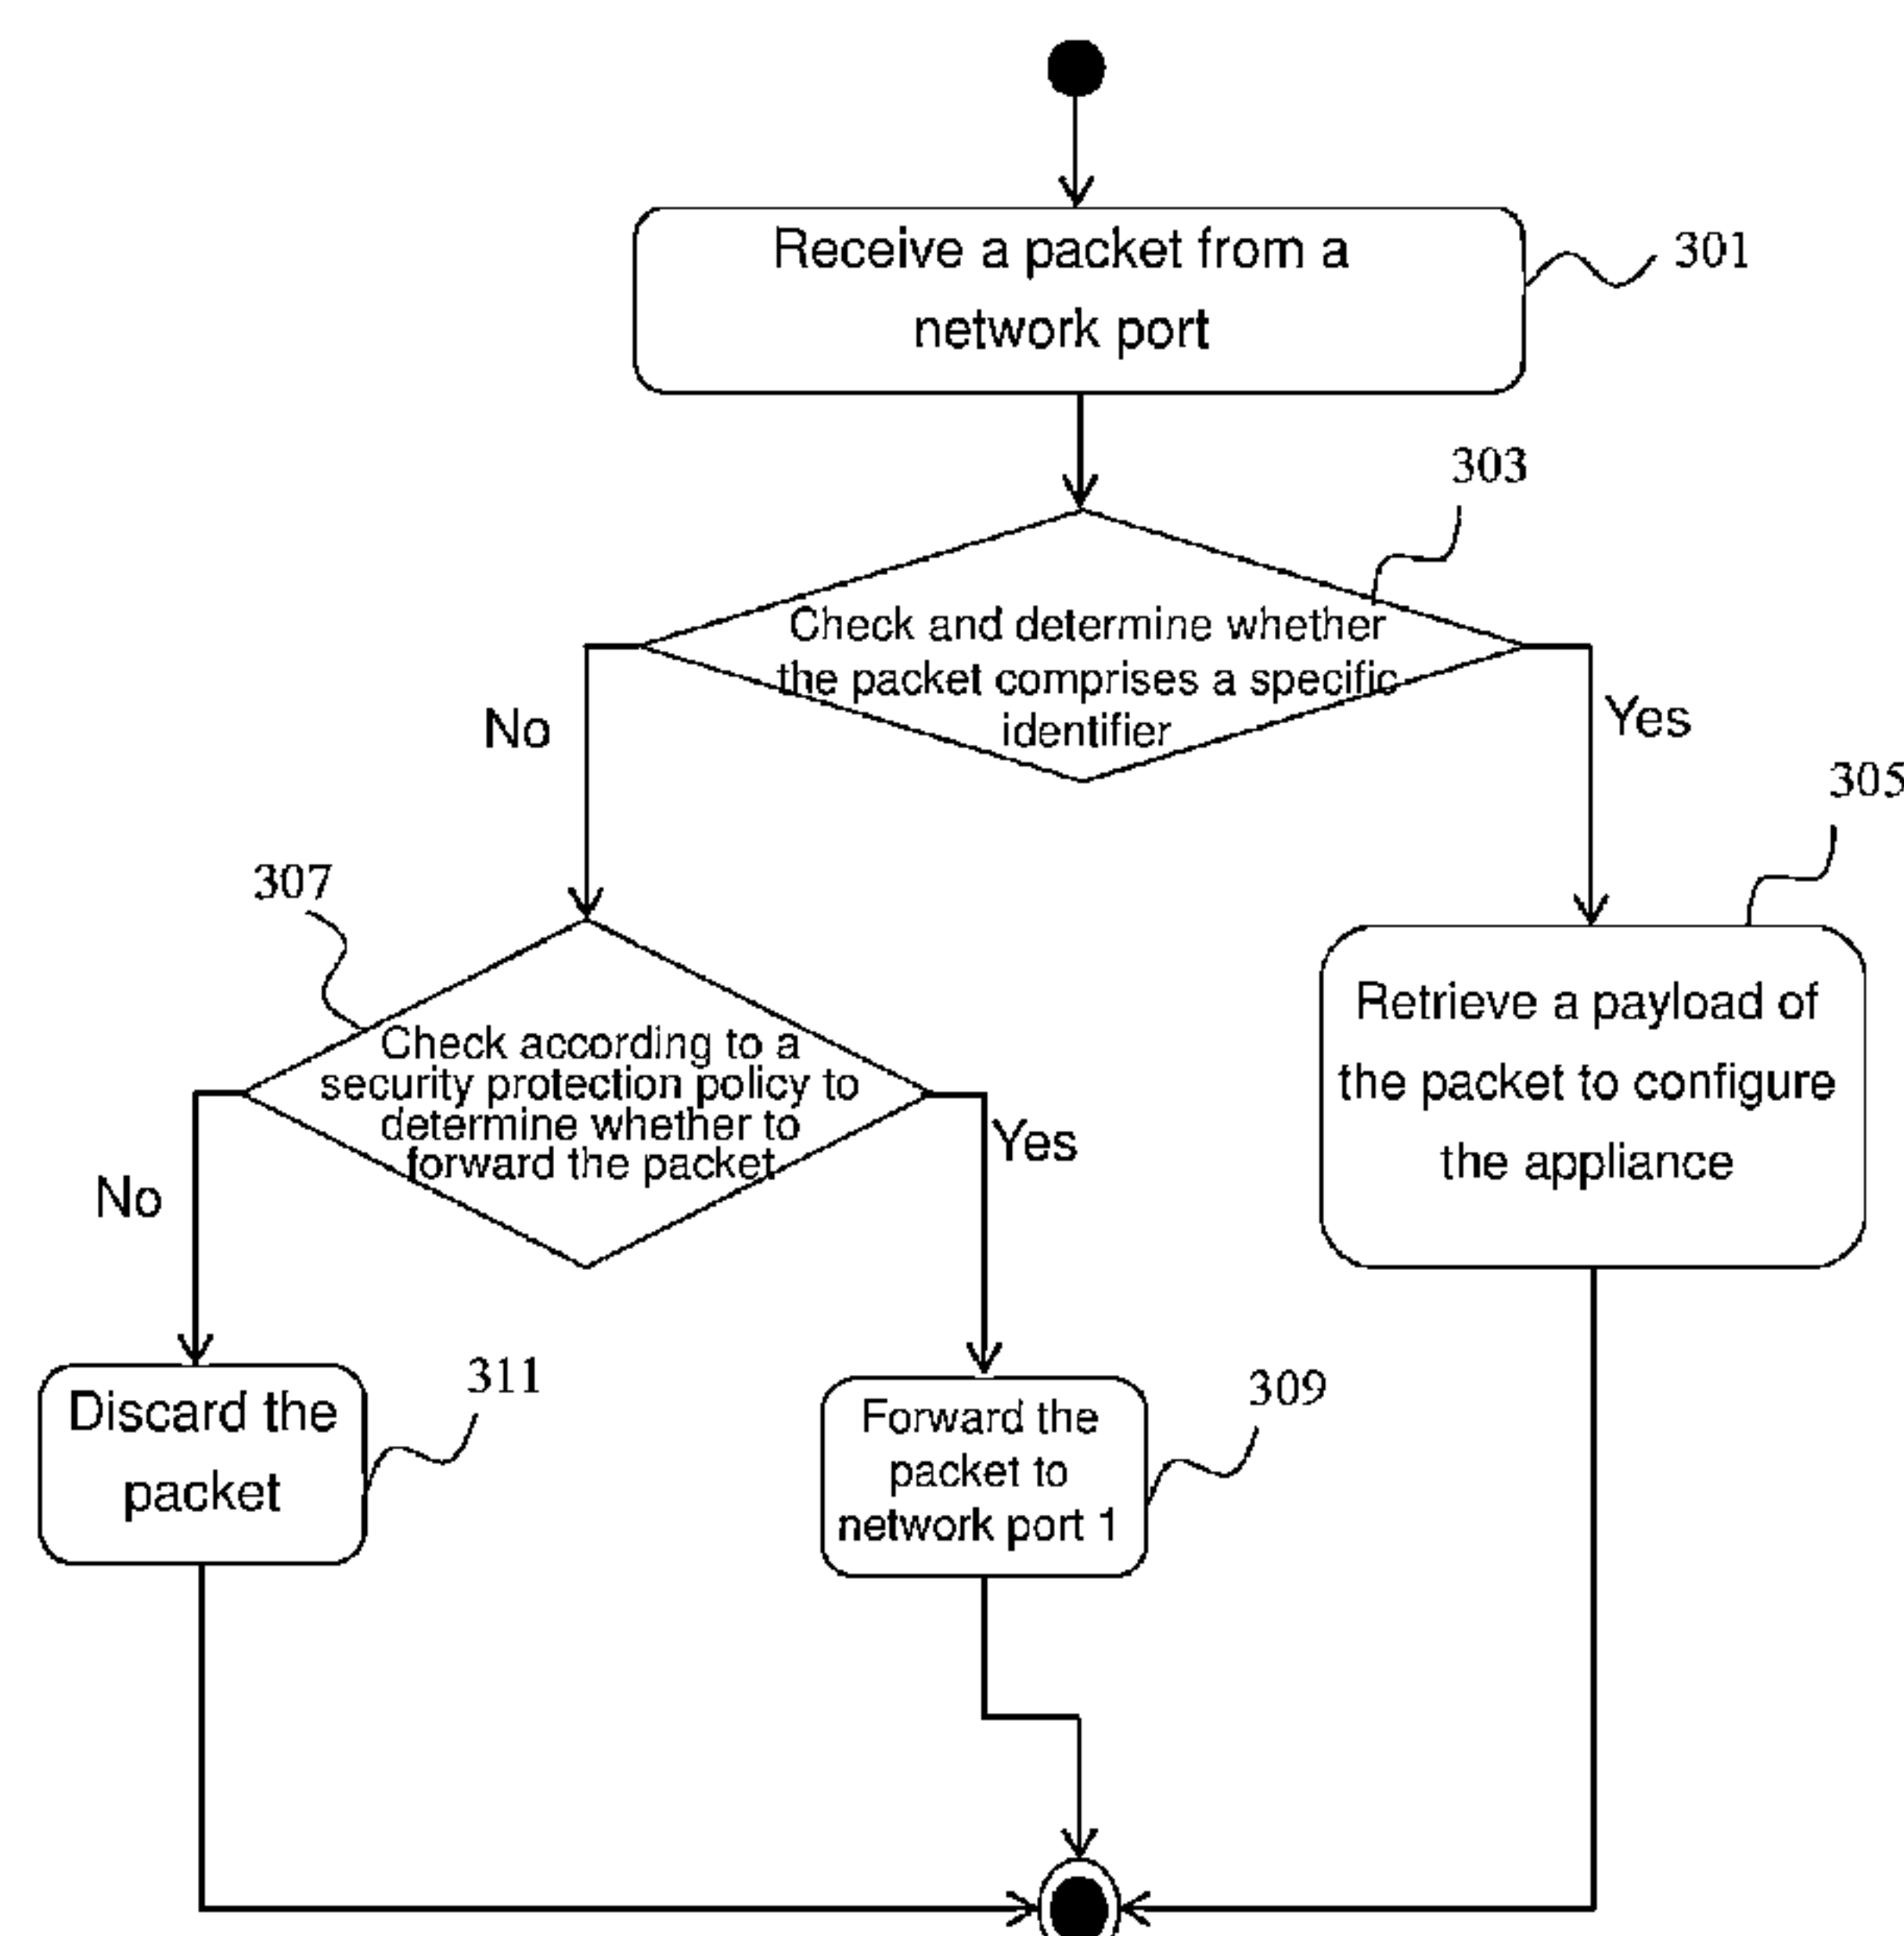 Receive a packet from a
network port
301
303
Check and determine whether
the packet comprises a specific
identifier
No
Yes
305
307
Retrieve a payload of
the packet to configure
the appliance
Check according to a
security protection policy to
determine whether to
forward the packet
No
Yes
Discard the
packet
311
Forward the
packet to
network port 1
309